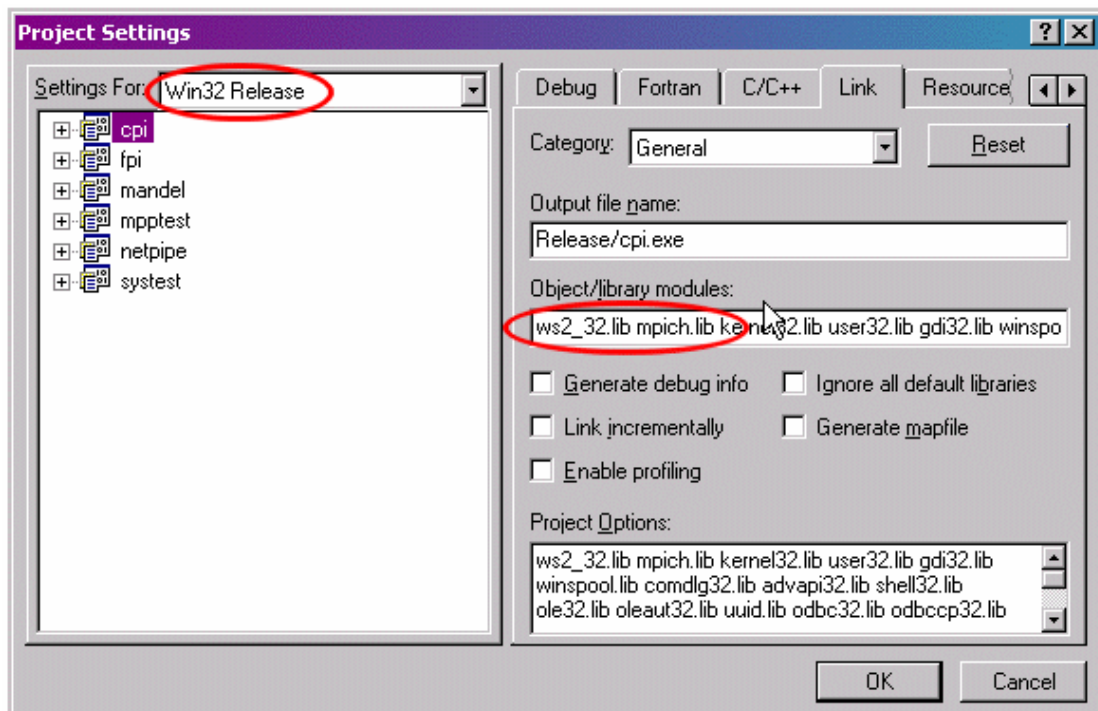 Project Settings
Settings For: Win32 Release
cpi
fpi
mandel
mpptest
netpipe
systest
Debug Fortran C/C++ Link Resource
Category: General Reset
Output file name:
Release/cpi.exe
Object/library modules:
ws2_32.lib mpich.lib kernel32.lib user32.lib gdi32.lib winspo
Generate debug info Ignore all default libraries
Link incrementally Generate mapfile
Enable profiling
Project Options:
ws2_32.lib mpich.lib kernel32.lib user32.lib gdi32.lib
winspool.lib comdlg32.lib advapi32.lib shell32.lib
ole32.lib oleaut32.lib uuid.lib odbc32.lib odbccp32.lib
OK Cancel